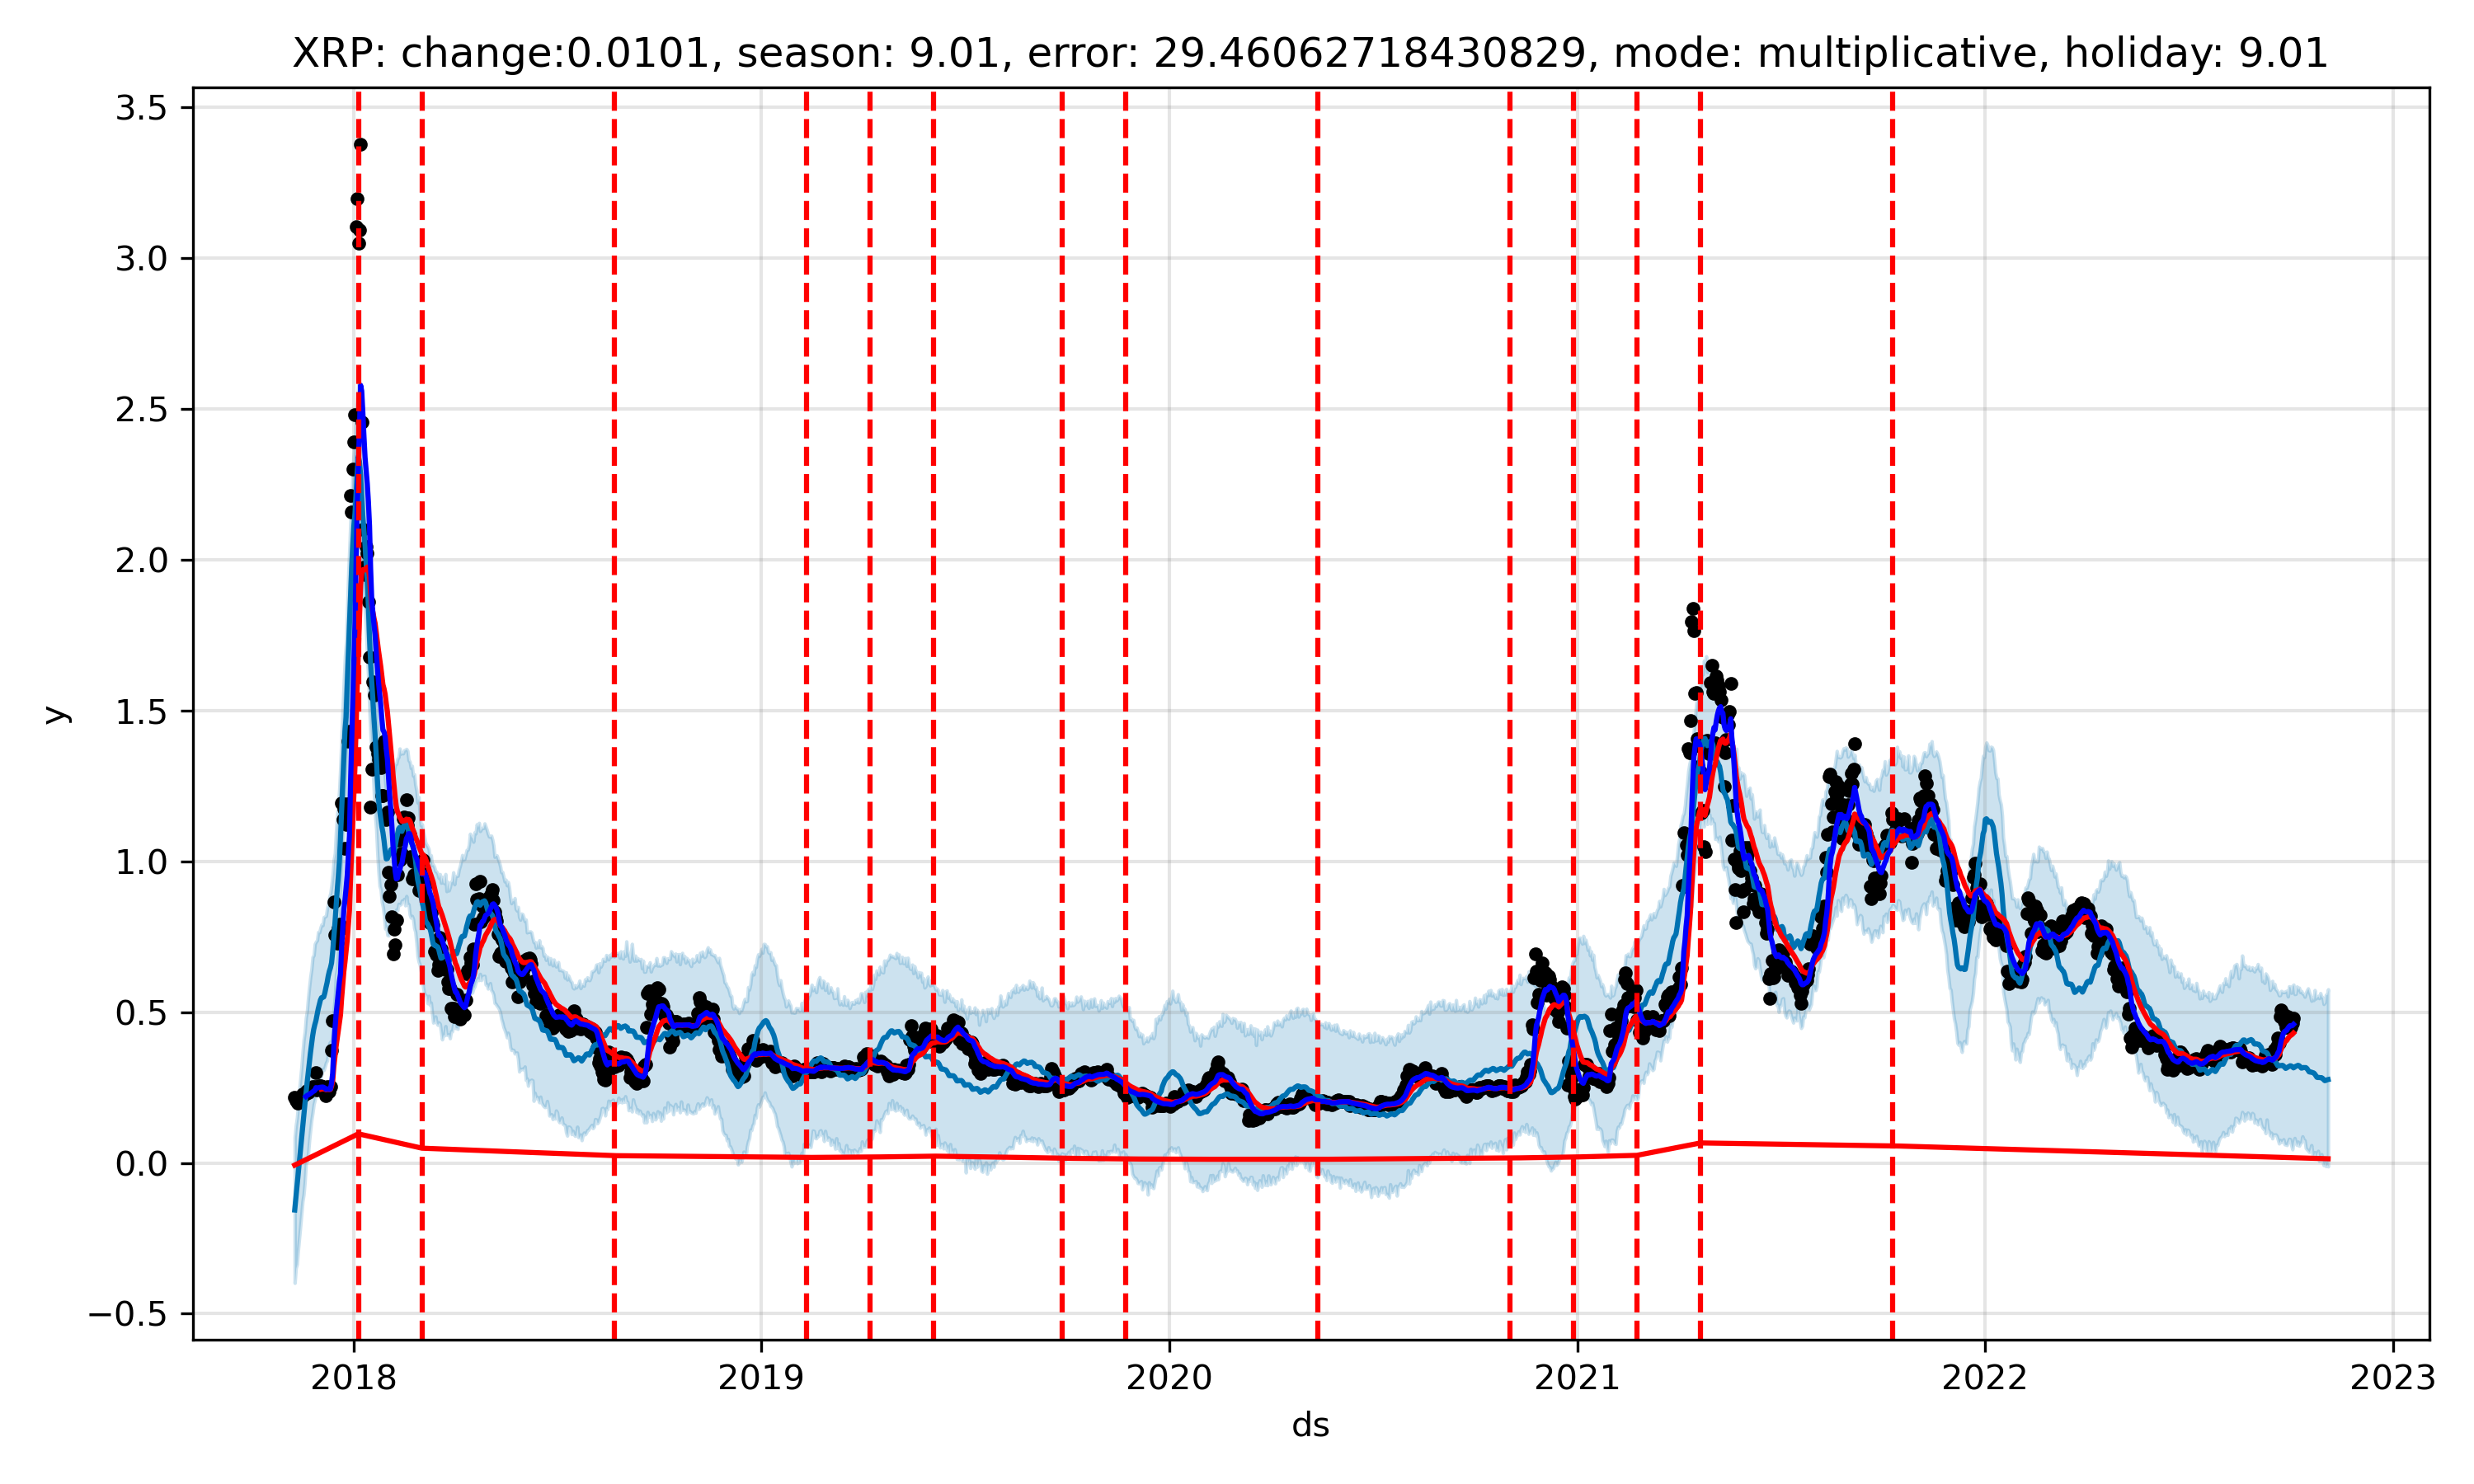 XRP: change:0.0101, season: 9.01, error: 29.46062718430829, mode: multiplicative, holiday: 9.01
3.5
3.0
2.5
2.0
1.5
1.0
0.5
0.0
−0.5
y
2018 2019 2020 2021 2022 2023
ds